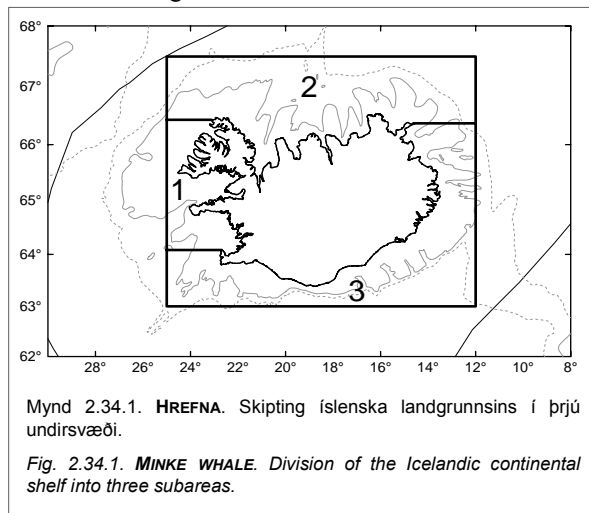 68°
67°
2
66°
1
65°
64°
3
63°
62°
28° 26° 24° 22° 20° 18° 16° 14° 12° 10° 8°
Mynd 2.34.1. HREFNA. Skipting íslenska landgrunnsins í þrjú
undirsvæði.
Fig. 2.34.1. MINKE WHALE. Division of the Icelandic continental
shelf into three subareas.